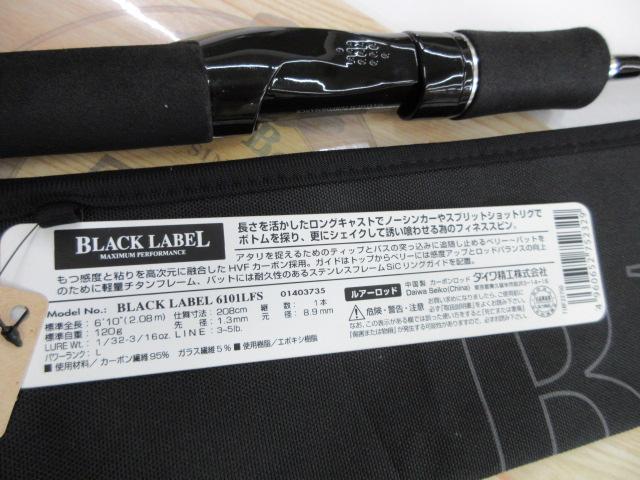 BLACK LABEL
MAXIMUM PERFORMANCE
長さを活かしたロングキャストでノーシンカーやスプリットショットリグで
ボトムを探り、更にシェイクして誘い喰わせる為のフィネススピン。
アタリを捉えるためのティップとバスの突っ込みに追随し止めるベリー~バットを
もつ感度と粘りを高次元に融合したHVFカーボン採用。ガイドはトップからベリーには感度アップとロッドバランスの向上
のために軽量チタンフレーム、バットには耐久性のあるステンレスフレームSiCリングガイドを配置。
Model No.: BLACK LABEL 6101LFS 01403735
標準全長: 6'10"(2.08m) 仕舞寸法: 208cm 継数: 1本
標準自重: 120g 先径: 1.3mm 元径: 8.9mm
LURE Wt.: 1/32-3/16oz. LINE: 3-5lb.
パワーランク: L
■使用材料/カーボン繊維95% ガラス繊維5% ■使用樹脂/エポキシ樹脂
ルアーロッド
中国製 カーボンロッド ダイワ精工株式会社
Daiwa Seiko(China)
危険・警告・注意
4960652752329